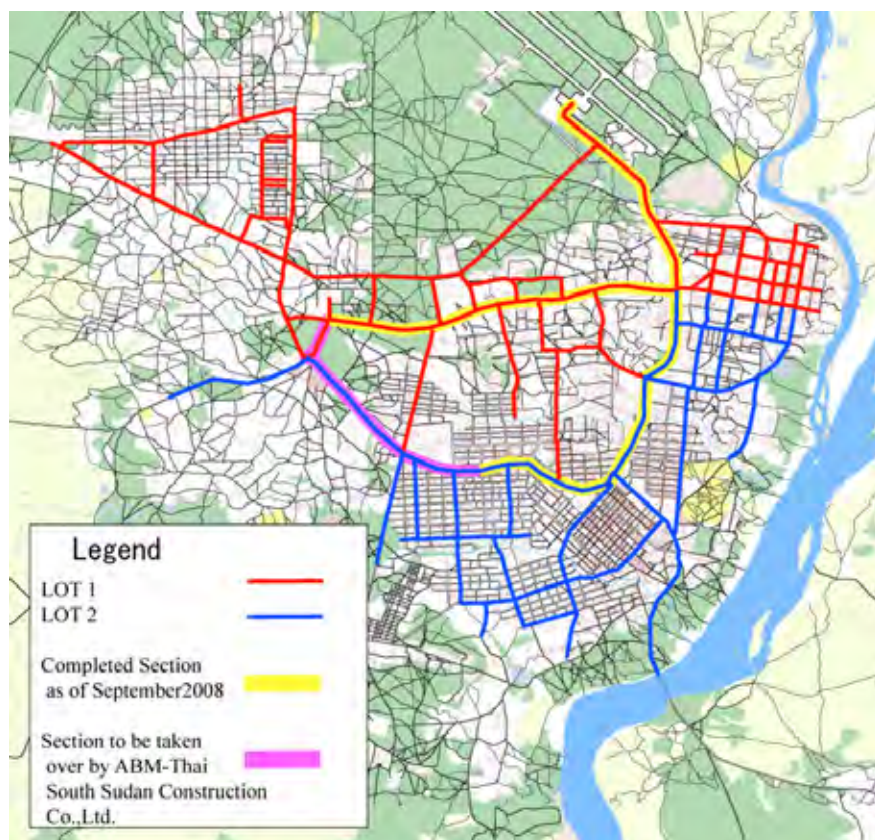 Legend
LOT 1
LOT 2
Completed Section
as of September2008
Section to be taken
over by ABM-Thai
South Sudan Construction
Co.,Ltd.